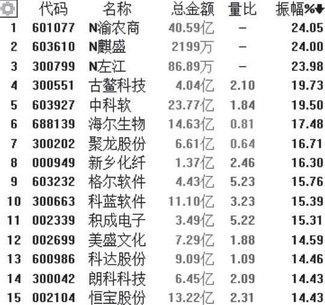 代码 名称 总金额 量比 振幅%↓
1 601077 N渝农商 40.59亿 – 24.05
2 603610 N麒盛 2199万 – 24.00
3 300799 N左江 86.89万 – 23.98
4 300551 古鳌科技 4.04亿 2.10 19.73
5 603927 中科软 23.77亿 1.84 19.50
6 688139 海尔生物 14.63亿 0.81 17.48
7 300202 聚龙股份 6.61亿 0.64 16.71
8 000949 新乡化纤 1.37亿 2.46 16.30
9 603232 格尔软件 4.43亿 5.23 15.76
10 300663 科蓝软件 11.10亿 3.23 15.39
11 002339 积成电子 3.49亿 5.22 15.31
12 002699 美盛文化 7.29亿 1.88 14.59
13 600986 科达股份 9.09亿 1.09 14.46
14 300042 朗科科技 6.45亿 2.09 14.43
15 002104 恒宝股份 13.22亿 2.31 14.43